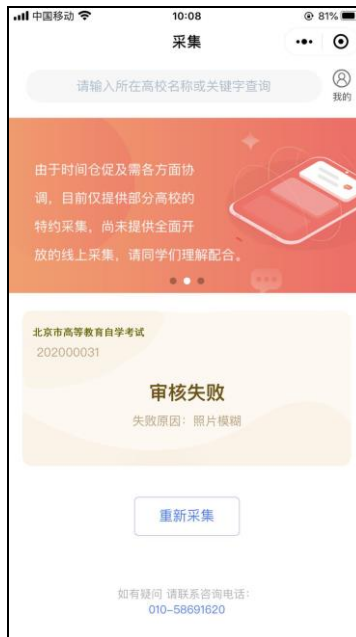 中国移动 10:08 81%
采集
请输入所在高校名称或关键字查询
我的
由于时间仓促及需各方面协
调，目前仅提供部分高校的
特约采集，尚未提供全面开
放的线上采集，请同学们理解配合。
北京市高等教育自学考试
202000031
审核失败
失败原因：照片模糊
重新采集
如有疑问 请联系咨询电话：
010-58691620